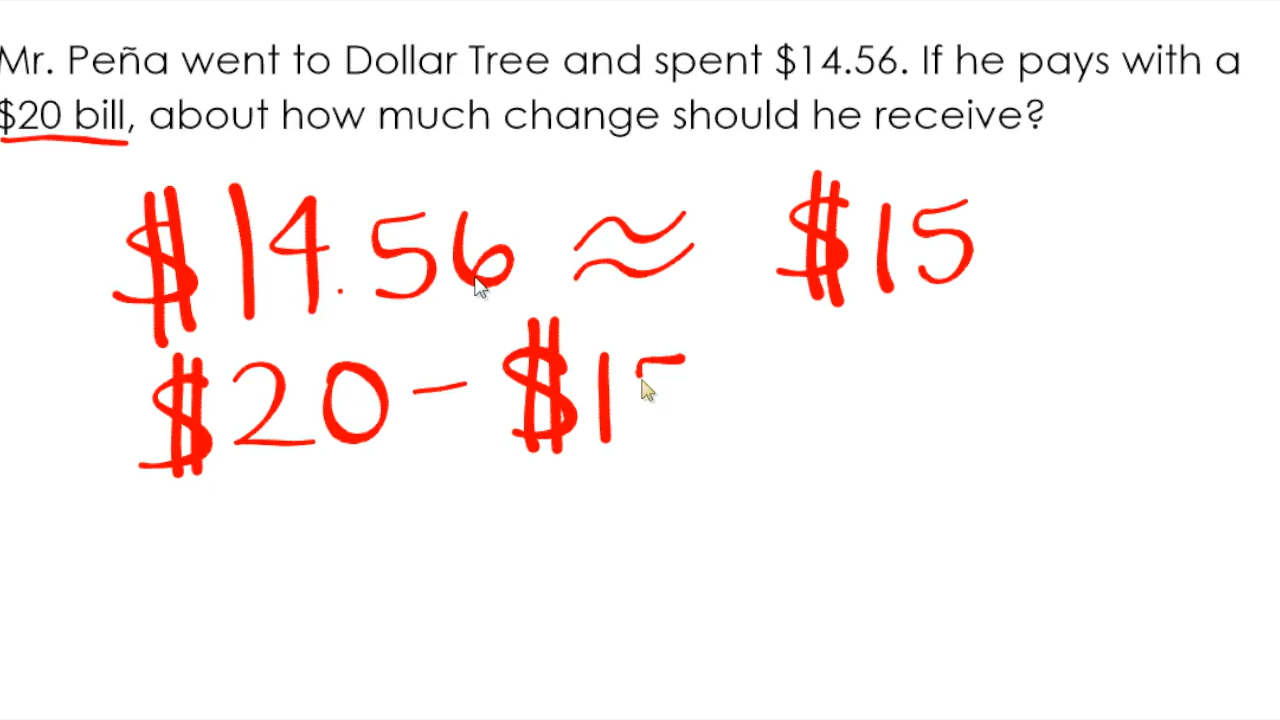 Mr. Peña went to Dollar Tree and spent $14.56. If he pays with a
$20 bill, about how much change should he receive?
$14.56 ≈ $15
$20 - $1